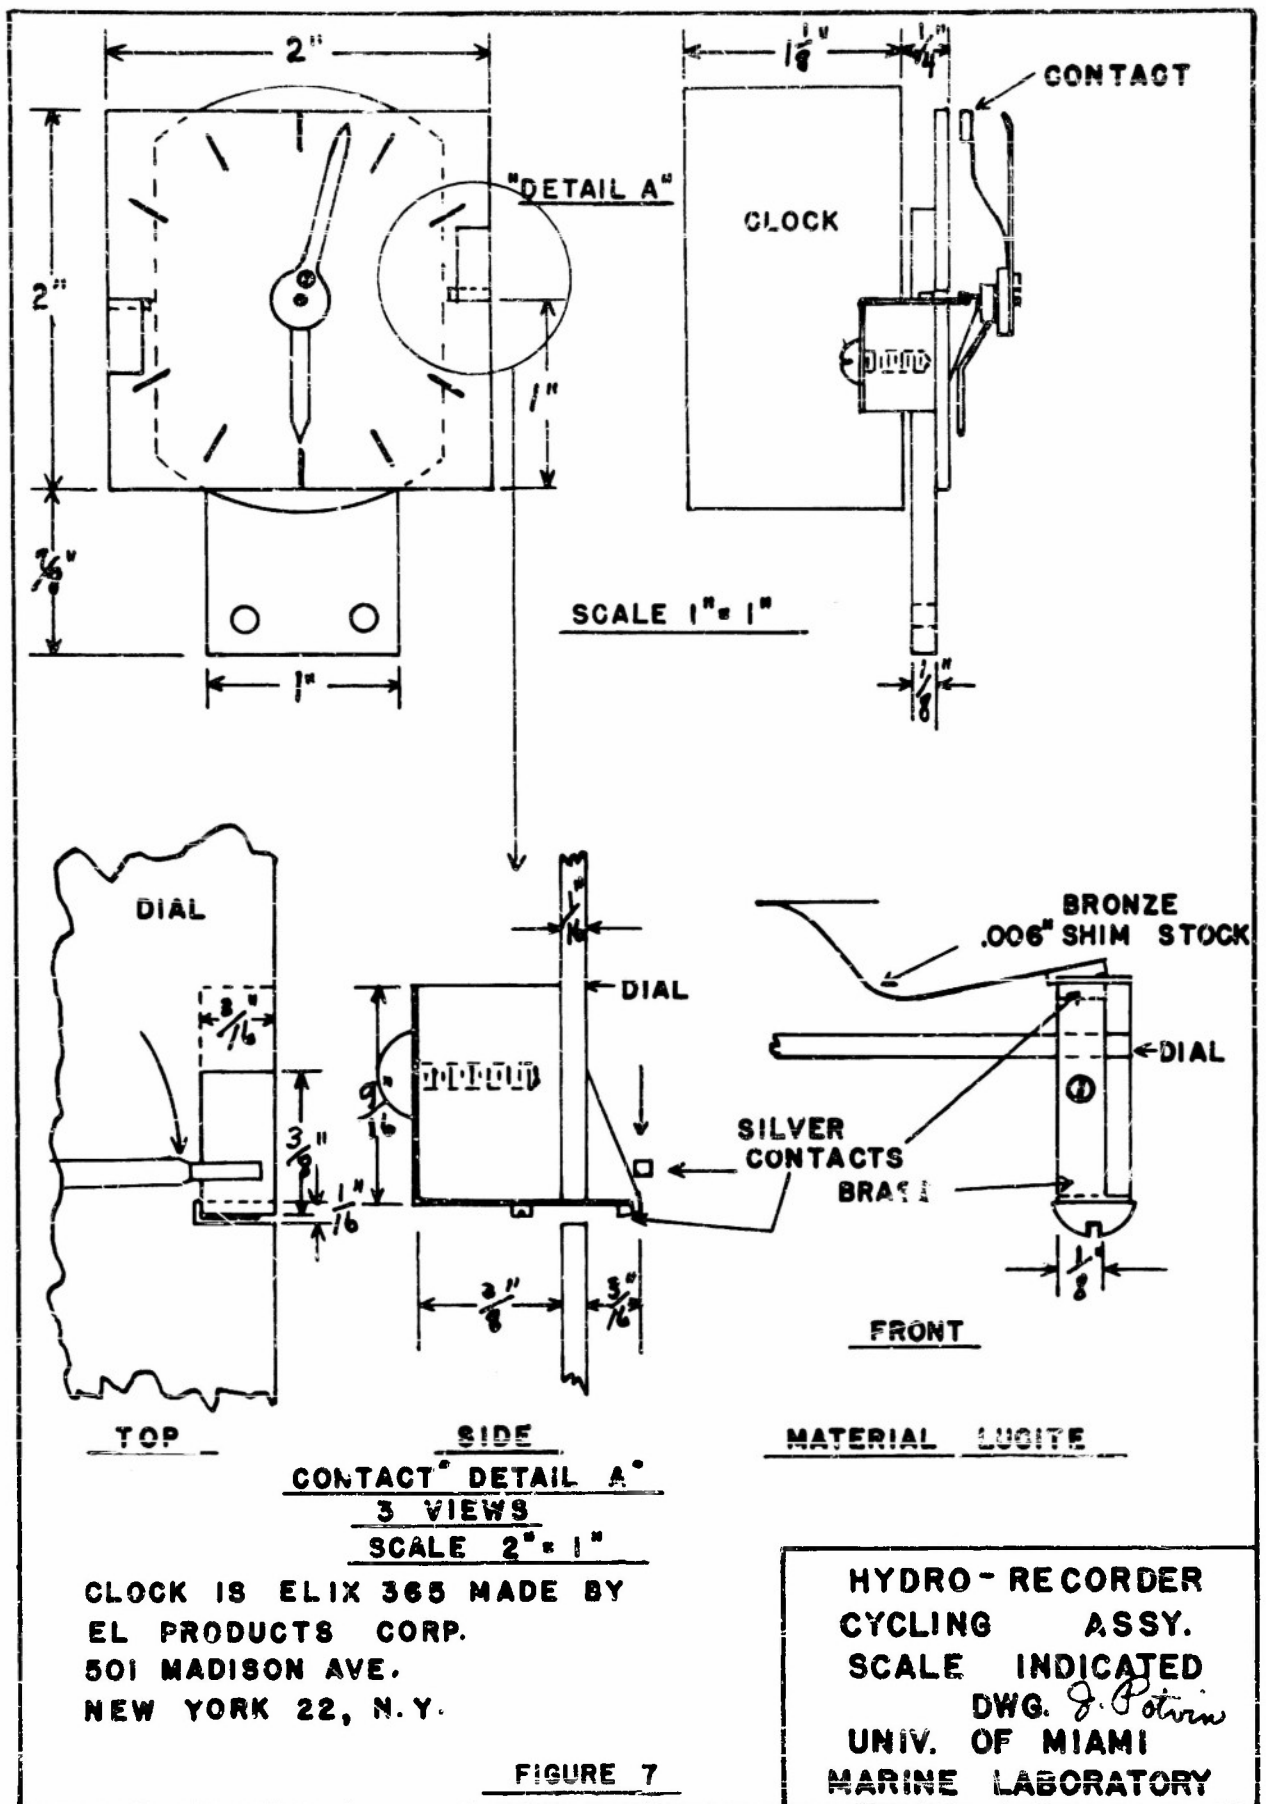 2"
1 1/8"
1/4"
CONTACT
"DETAIL A"
CLOCK
2"
1"
7/8"
SCALE 1" = 1"
1"
1/8"
DIAL
1/16"
BRONZE
.006" SHIM STOCK
DIAL
3/16"
DIAL
9/16"
3/8"
SILVER
CONTACTS
BRASS
1/16"
1/8"
3/8"
FRONT
TOP
SIDE
MATERIAL LUCITE
CONTACT "DETAIL A"
3 VIEWS
SCALE 2" = 1"
CLOCK IS ELIX 365 MADE BY
EL PRODUCTS CORP.
501 MADISON AVE.
NEW YORK 22, N.Y.
HYDRO-RECORDER
CYCLING ASSY.
SCALE INDICATED
DWG. J. Potvin
UNIV. OF MIAMI
MARINE LABORATORY
FIGURE 7